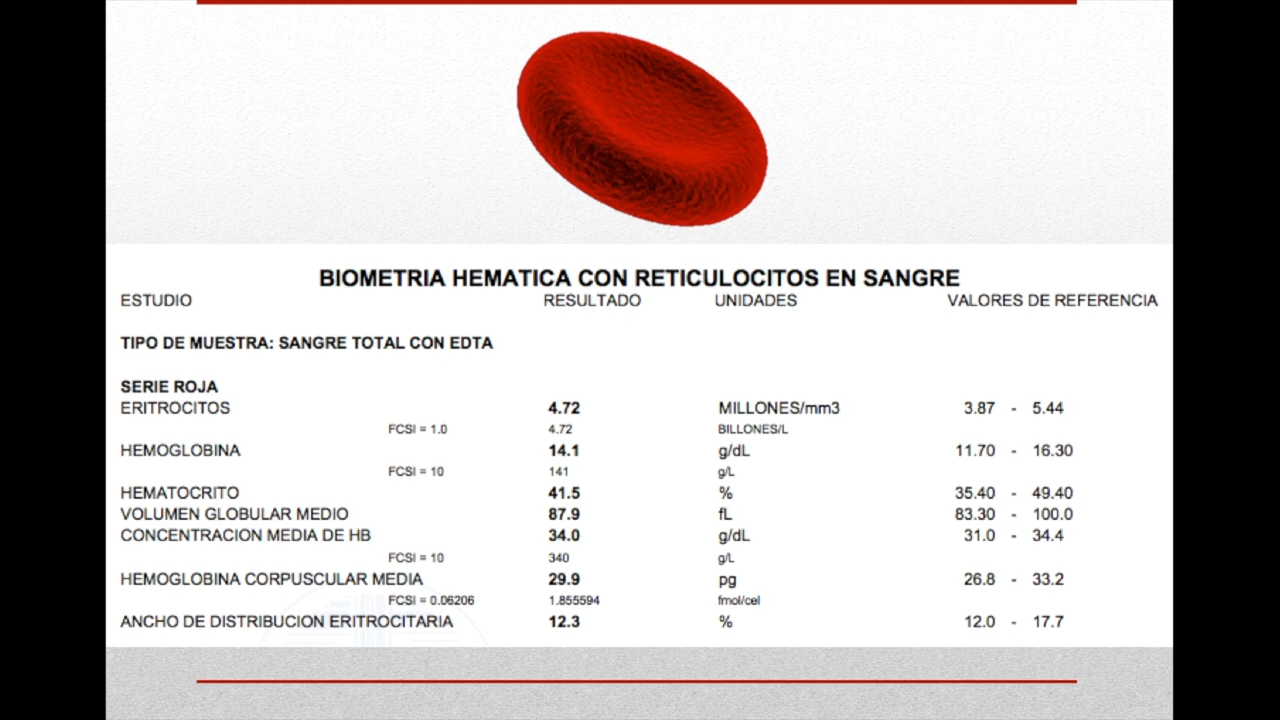 BIOMETRIA HEMATICA CON RETICULOCITOS EN SANGRE
ESTUDIO RESULTADO UNIDADES VALORES DE REFERENCIA
TIPO DE MUESTRA: SANGRE TOTAL CON EDTA
SERIE ROJA
ERITROCITOS 4.72 MILLONES/mm3 3.87 - 5.44
FCSI = 1.0 4.72 BILLONES/L
HEMOGLOBINA 14.1 g/dL 11.70 - 16.30
FCSI = 10 141 g/L
HEMATOCRITO 41.5 % 35.40 - 49.40
VOLUMEN GLOBULAR MEDIO 87.9 fL 83.30 - 100.0
CONCENTRACION MEDIA DE HB 34.0 g/dL 31.0 - 34.4
FCSI = 10 340 g/L
HEMOGLOBINA CORPUSCULAR MEDIA 29.9 pg 26.8 - 33.2
FCSI = 0.06206 1.855594 fmol/cel
ANCHO DE DISTRIBUCION ERITROCITARIA 12.3 % 12.0 - 17.7